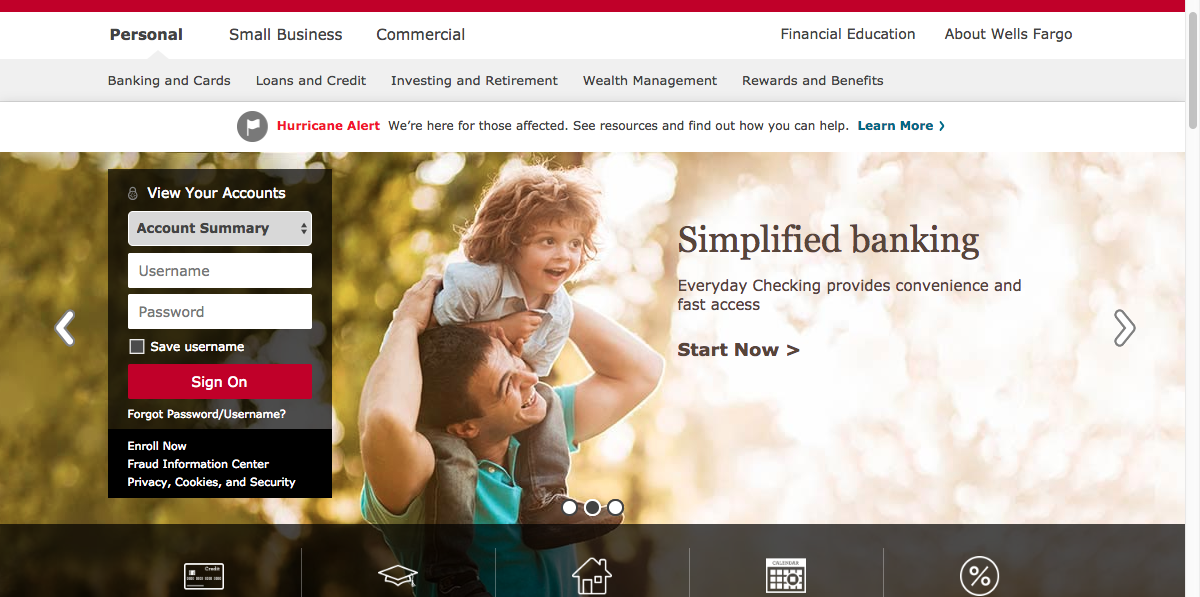 Personal
Small Business
Commercial
Financial Education
About Wells Fargo
Banking and Cards
Loans and Credit
Investing and Retirement
Wealth Management
Rewards and Benefits
Hurricane Alert We’re here for those affected. See resources and find out how you can help. Learn More
View Your Accounts
Account Summary
Username
Password
Save username
Sign On
Forgot Password/Username?
Enroll Now
Fraud Information Center
Privacy, Cookies, and Security
Simplified banking
Everyday Checking provides convenience and
fast access
Start Now >
Credit
CALENDAR
%